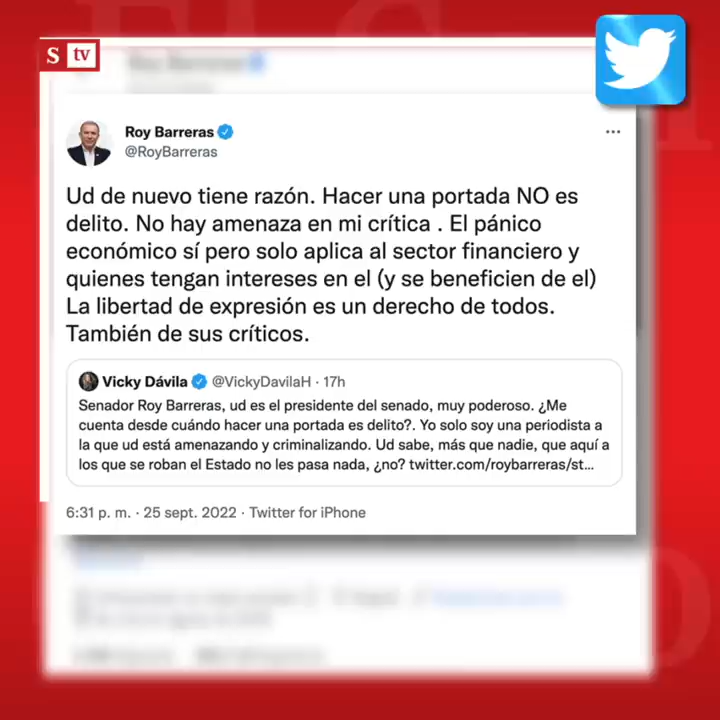 S tv
Roy Barreras
@RoyBarreras
Ud de nuevo tiene razón. Hacer una portada NO es
delito. No hay amenaza en mi crítica . El pánico
económico sí pero solo aplica al sector financiero y
quienes tengan intereses en el (y se beneficien de el)
La libertad de expresión es un derecho de todos.
También de sus críticos.
Vicky Dávila @VickyDavilaH · 17h
Senador Roy Barreras, ud es el presidente del senado, muy poderoso. ¿Me
cuenta desde cuándo hacer una portada es delito?. Yo solo soy una periodista a
la que ud está amenazando y criminalizando. Ud sabe, más que nadie, que aquí a
los que se roban el Estado no les pasa nada, ¿no? twitter.com/roybarreras/st...
6:31 p. m. · 25 sept. 2022 · Twitter for iPhone